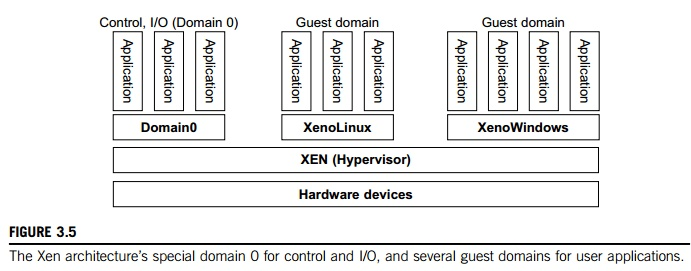 Control, I/O (Domain 0)
Guest domain
Guest domain
Application
Application
Application
Application
Application
Application
Application
Application
Application
Application
Domain0
XenoLinux
XenoWindows
XEN (Hypervisor)
Hardware devices
FIGURE 3.5
The Xen architecture's special domain 0 for control and I/O, and several guest domains for user applications.